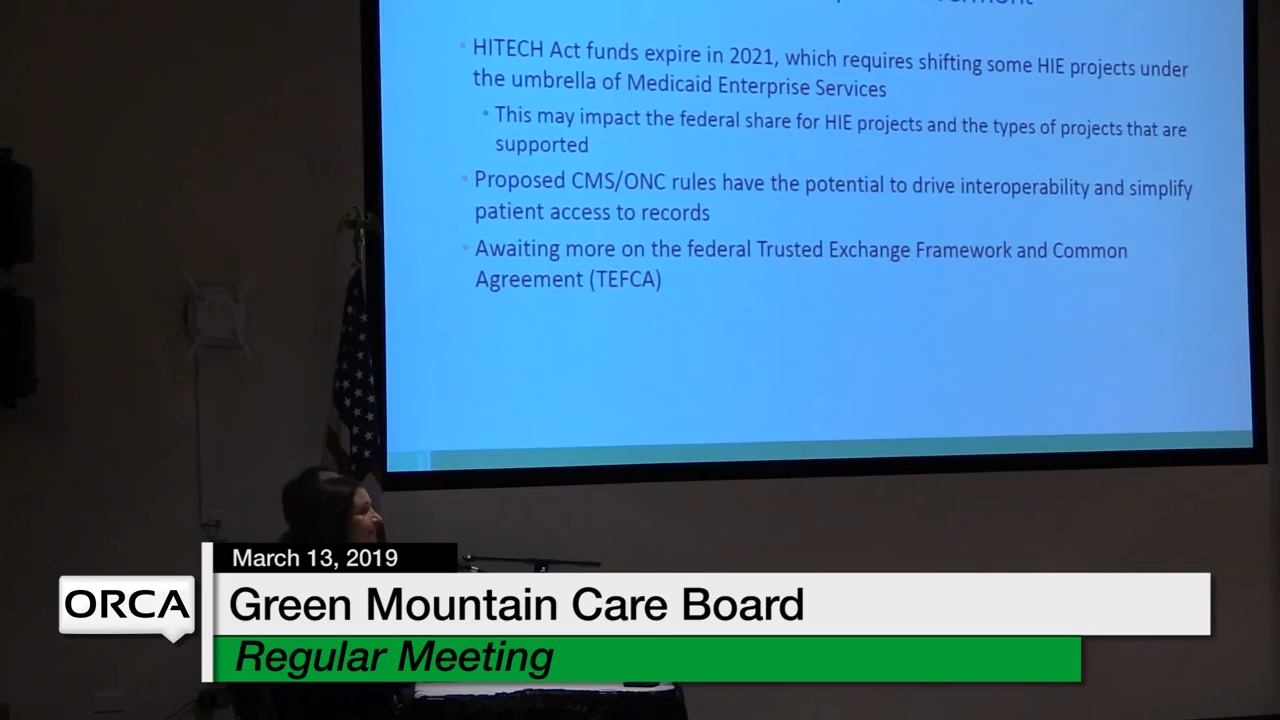 HITECH Act funds expire in 2021, which requires shifting some HIE projects under
the umbrella of Medicaid Enterprise Services
This may impact the federal share for HIE projects and the types of projects that are
supported
Proposed CMS/ONC rules have the potential to drive interoperability and simplify
patient access to records
Awaiting more on the federal Trusted Exchange Framework and Common
Agreement (TEFCA)
March 13, 2019
ORCA
Green Mountain Care Board
Regular Meeting